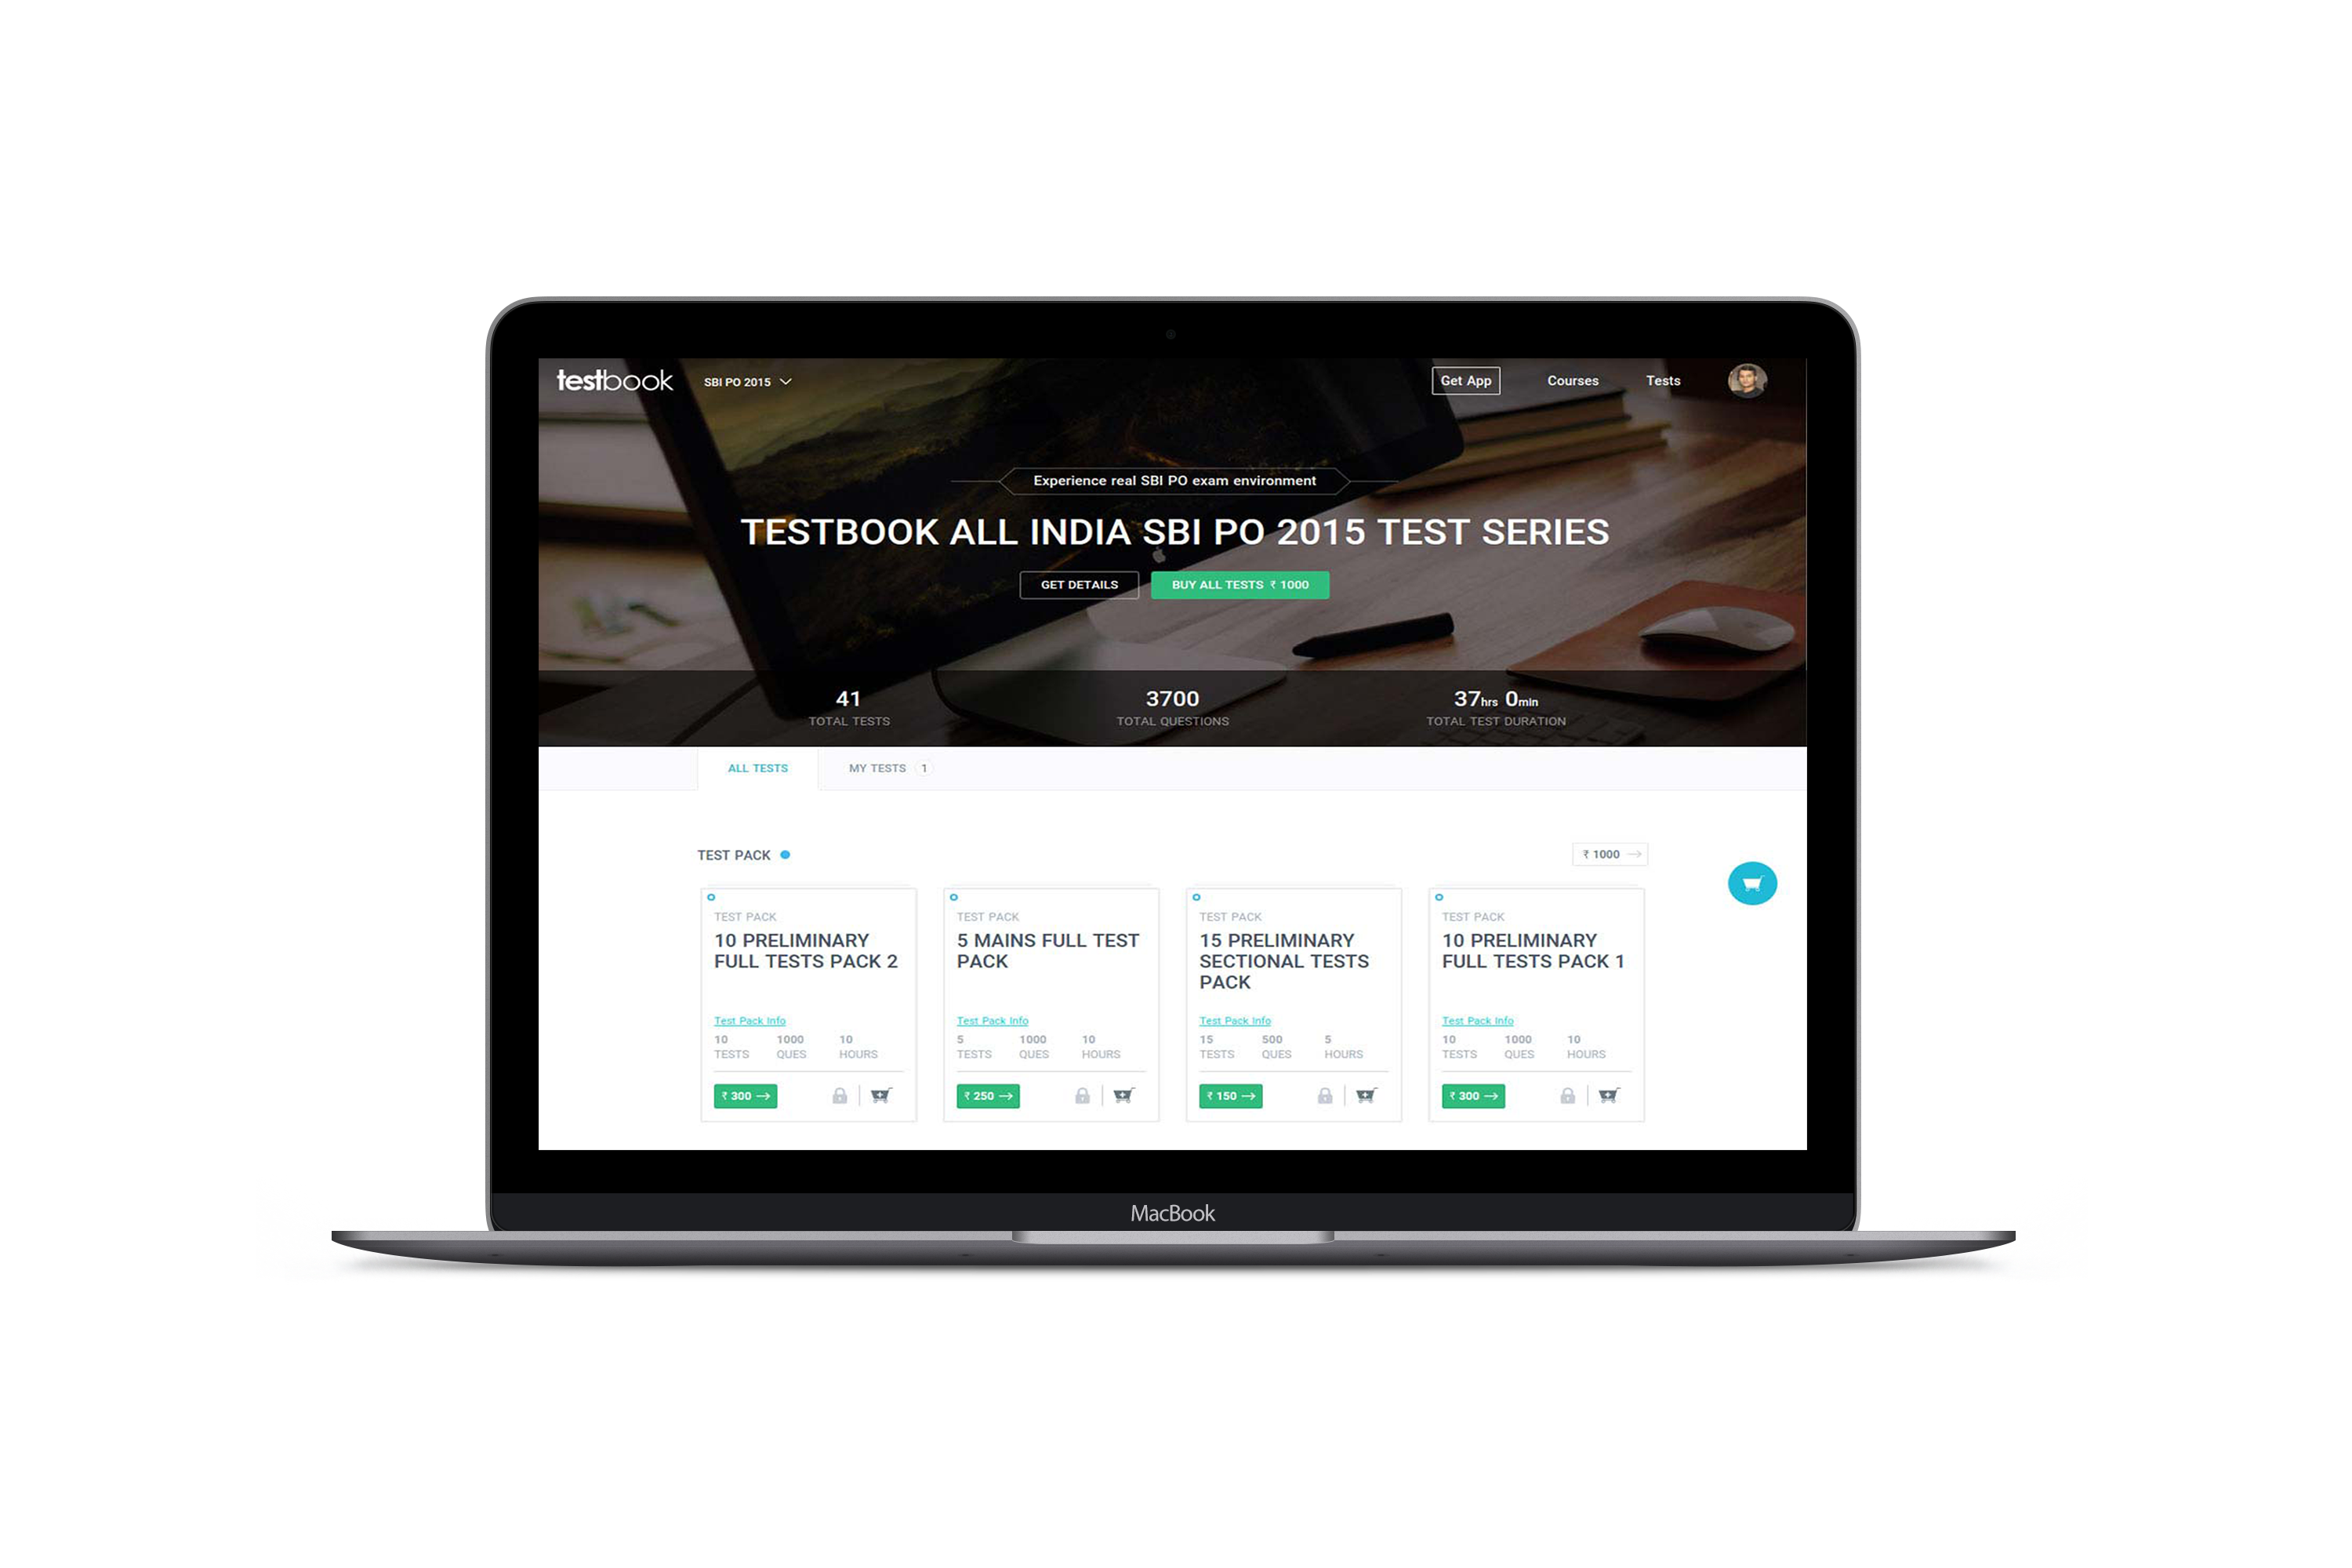 testbook
SBI PO 2015
Get App
Courses
Tests
Experience real SBI PO exam environment
TESTBOOK ALL INDIA SBI PO 2015 TEST SERIES
GET DETAILS
BUY ALL TESTS ₹ 1000
41
TOTAL TESTS
3700
TOTAL QUESTIONS
37hrs 0min
TOTAL TEST DURATION
ALL TESTS
MY TESTS 1
TEST PACK
₹ 1000
TEST PACK
10 PRELIMINARY
FULL TESTS PACK 2
Test Pack Info
10 1000 10
TESTS QUES HOURS
₹ 300
TEST PACK
5 MAINS FULL TEST
PACK
Test Pack Info
5 1000 10
TESTS QUES HOURS
₹ 250
TEST PACK
15 PRELIMINARY
SECTIONAL TESTS
PACK
Test Pack Info
15 500 5
TESTS QUES HOURS
₹ 150
TEST PACK
10 PRELIMINARY
FULL TESTS PACK 1
Test Pack Info
10 1000 10
TESTS QUES HOURS
₹ 300
MacBook